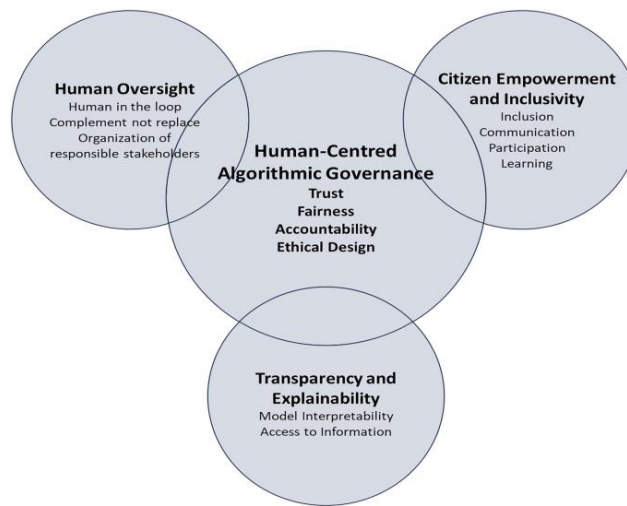 Human Oversight
Human in the loop
Complement not replace
Organization of
responsible stakeholders
Citizen Empowerment
and Inclusivity
Inclusion
Communication
Participation
Learning
Human-Centred
Algorithmic Governance
Trust
Fairness
Accountability
Ethical Design
Transparency and
Explainability
Model Interpretability
Access to Information